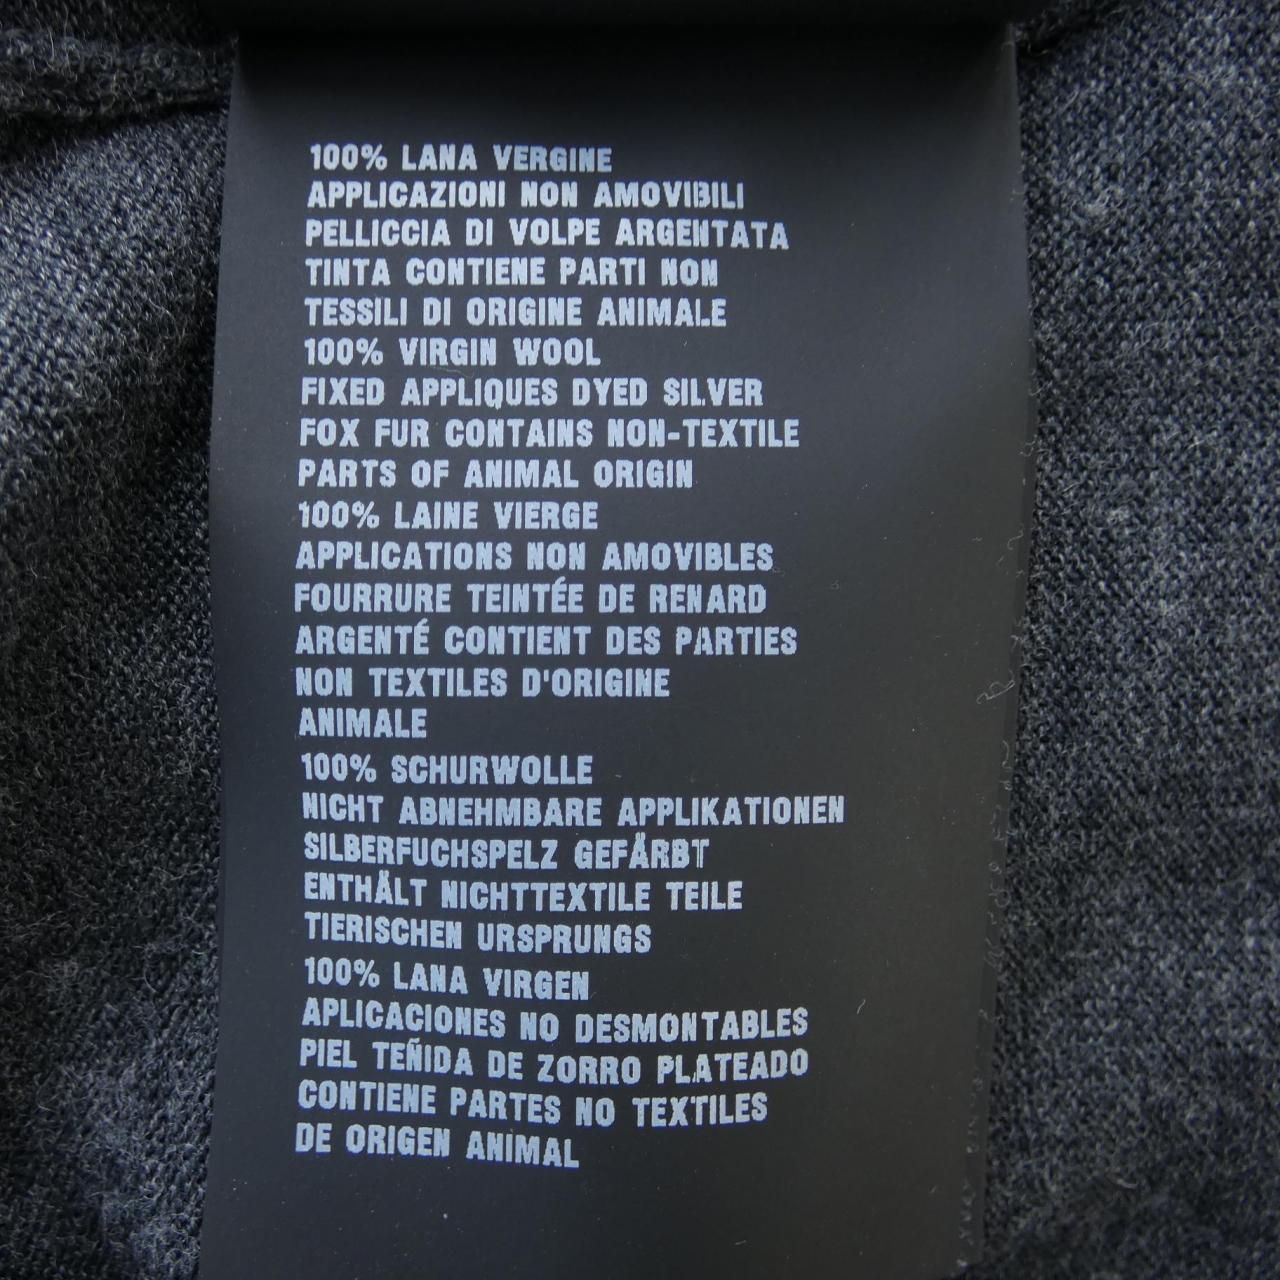 100% LANA VERGINE
APPLICAZIONI NON AMOVIBILI
PELLICCIA DI VOLPE ARGENTATA
TINTA CONTIENE PARTI NON
TESSILI DI ORIGINE ANIMALE
100% VIRGIN WOOL
FIXED APPLIQUES DYED SILVER
FOX FUR CONTAINS NON-TEXTILE
PARTS OF ANIMAL ORIGIN
100% LAINE VIERGE
APPLICATIONS NON AMOVIBLES
FOURRURE TEINTÉE DE RENARD
ARGENTÉ CONTIENT DES PARTIES
NON TEXTILES D'ORIGINE
ANIMALE
100% SCHURWOLLE
NICHT ABNEHMBARE APPLIKATIONEN
SILBERFUCHSPELZ GEFÄRBT
ENTHÄLT NICHTTEXTILE TEILE
TIERISCHEN URSPRUNGS
100% LANA VIRGEN
APLICACIONES NO DESMONTABLES
PIEL TEÑIDA DE ZORRO PLATEADO
CONTIENE PARTES NO TEXTILES
DE ORIGEN ANIMAL